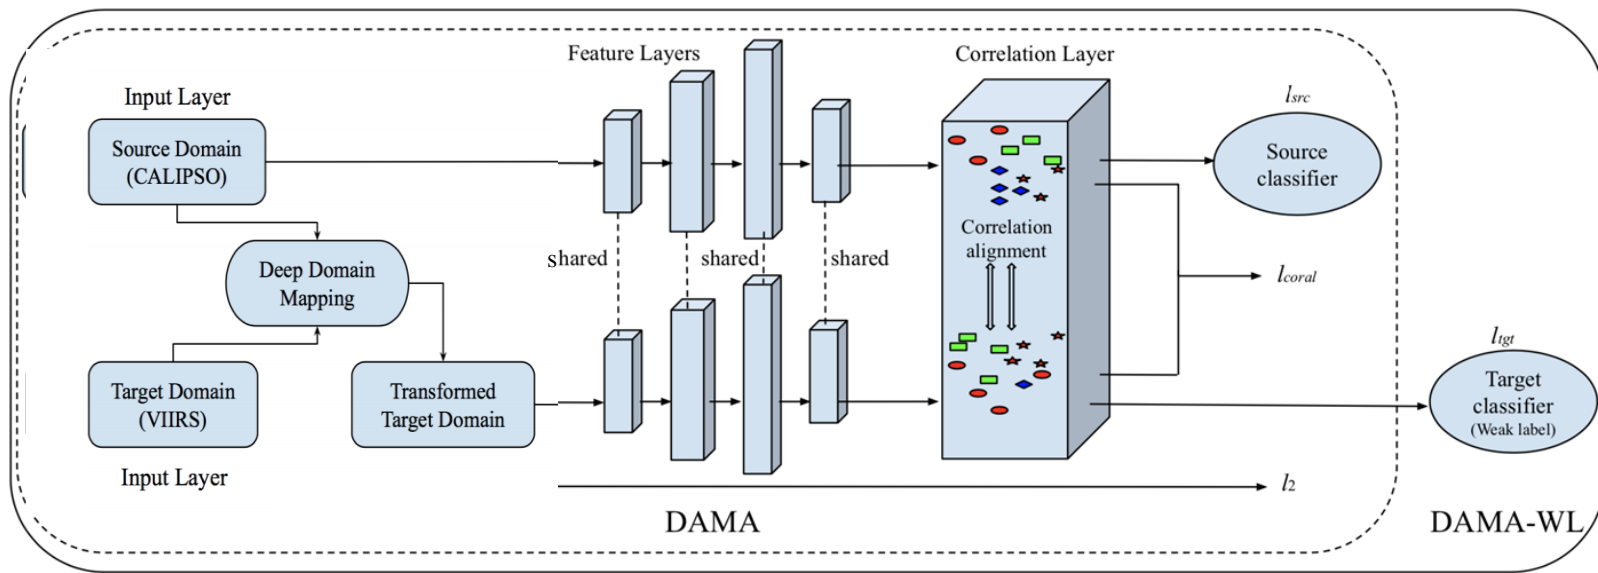 Feature Layers
Correlation Layer
Input Layer
l_src
Source Domain
(CALIPSO)
Source
classifier
Correlation
alignment
shared
shared
shared
Deep Domain
Mapping
l_coral
l_tgt
Target Domain
(VIIRS)
Transformed
Target Domain
Target
classifier
(Weak label)
Input Layer
l_2
DAMA
DAMA-WL